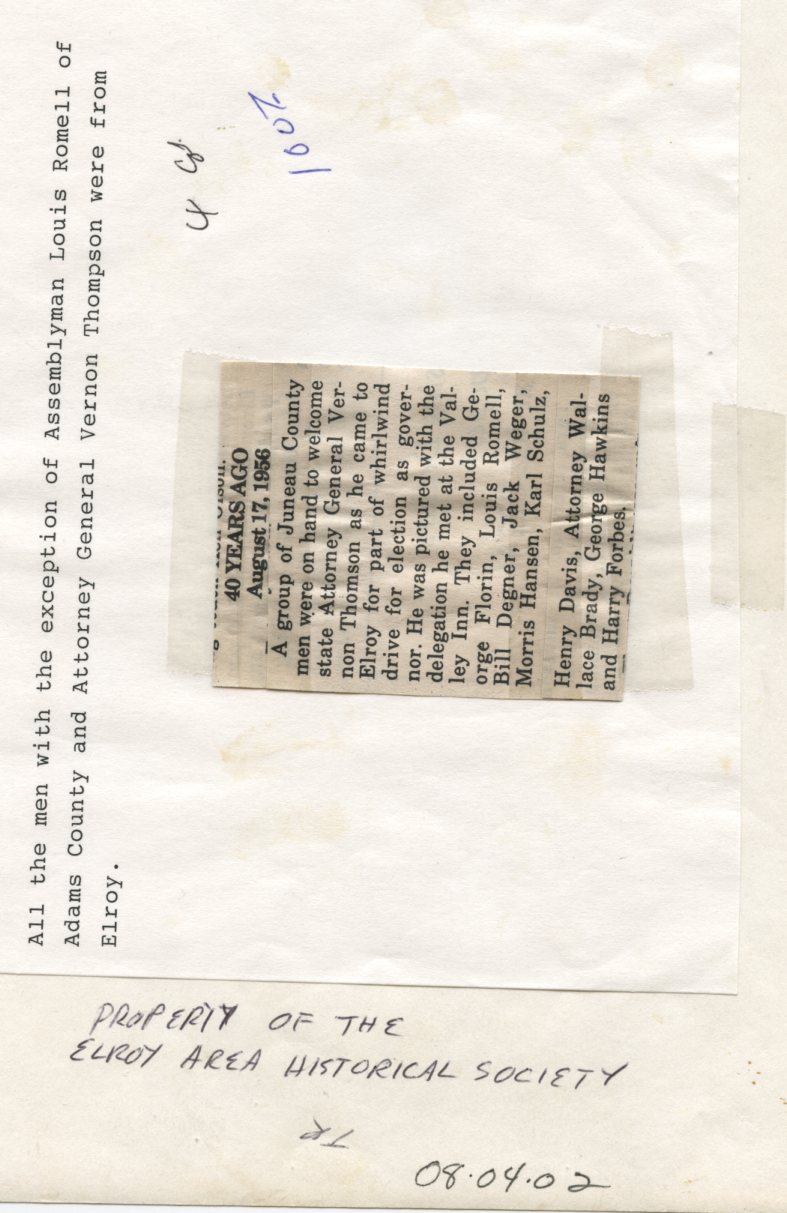 All the men with the exception of Assemblyman Louis Romell of
Adams County and Attorney General Vernon Thompson were from
Elroy.
100%
40 YEARS AGO
August 17, 1956
A group of Juneau County
men were on hand to welcome
state Attorney General Ver-
non Thomson as he came to
Elroy for part of whirlwind
drive for election as gover-
nor. He was pictured with the
delegation he met at the Val-
ley Inn. They included Ge-
orge Florin, Louis Romell,
Bill Degner, Jack Weger,
Morris Hansen, Karl Schulz,
Henry Davis, Attorney Wal-
lace Brady, George Hawkins
and Harry Forbes.
PROPERTY OF THE
ELROY AREA HISTORICAL SOCIETY
08.04.02